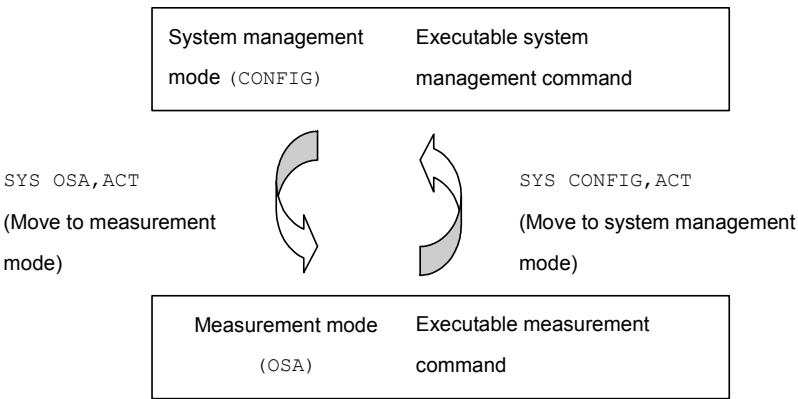 System management
mode (CONFIG)
Executable system
management command
SYS OSA,ACT
(Move to measurement
mode)
SYS CONFIG,ACT
(Move to system management
mode)
Measurement mode
(OSA)
Executable measurement
command